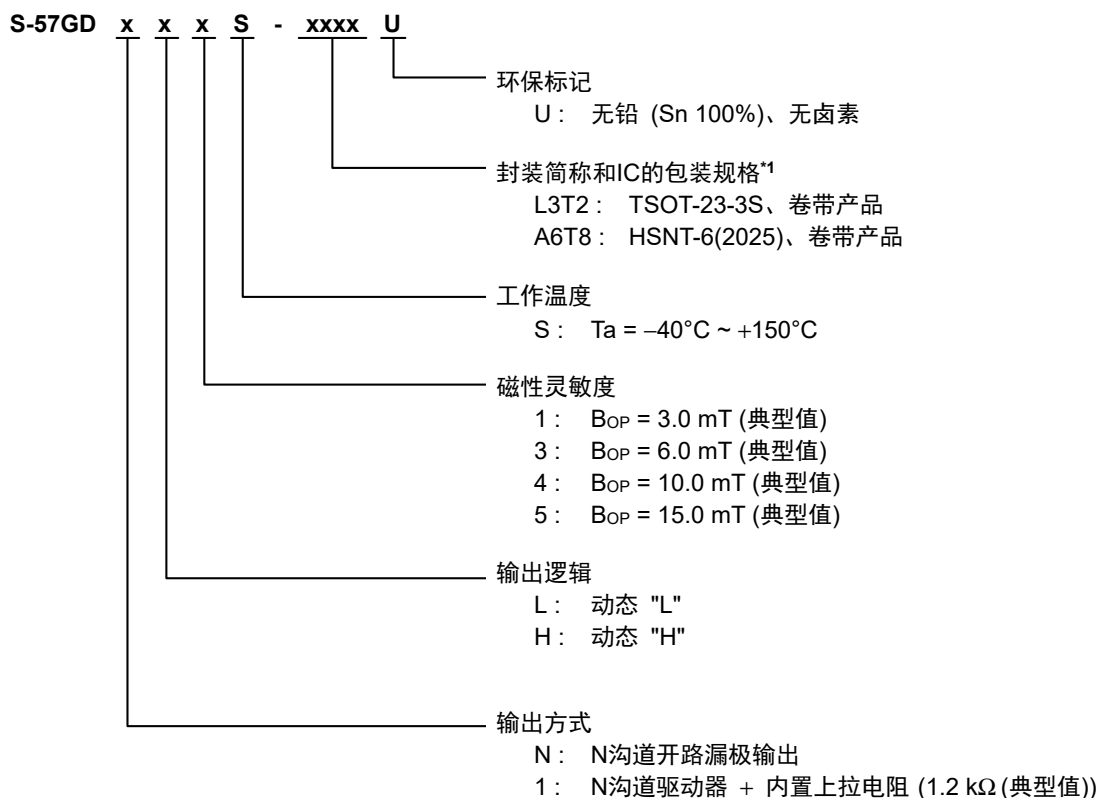 S-57GD x x x S - xxxx U
环保标记
U : 无铅 (Sn 100%)、无卤素
封装简称和IC的包装规格*1
L3T2 : TSOT-23-3S、卷带产品
A6T8 : HSNT-6(2025)、卷带产品
工作温度
S : Ta = −40°C ~ +150°C
磁性灵敏度
1 : BOP = 3.0 mT (典型值)
3 : BOP = 6.0 mT (典型值)
4 : BOP = 10.0 mT (典型值)
5 : BOP = 15.0 mT (典型值)
输出逻辑
L : 动态 "L"
H : 动态 "H"
输出方式
N : N沟道开路漏极输出
1 : N沟道驱动器 + 内置上拉电阻 (1.2 kΩ (典型值))